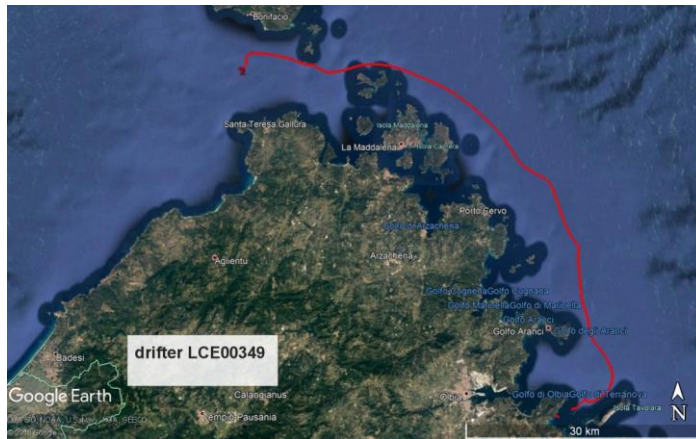 Bonifacio
Santa Teresa Gallura
Isola Maddalena
La Maddalena
Isola Caprera
Porto Cervo
Golfo di Arzachena
Arzachena
Aglientu
Golfo Cugnana
Golfo di Marinella
Golfo Aranci
Golfo Aranci
Golfo degli Aranci
Badesi
drifter LCE00349
Google Earth
Calangianus
Olbia
Golfo di Olbia
Golfo di Terranova
Isola Tavolara
Tempio Pausania
N
30 km